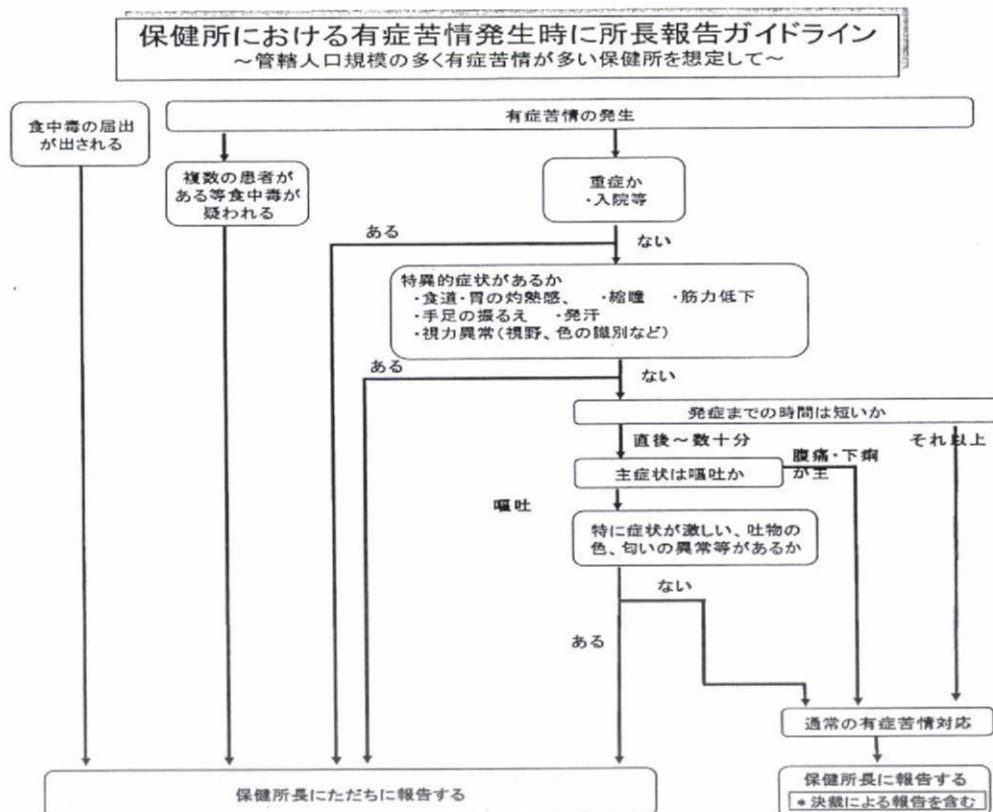 保健所における有症苦情発生時に所長報告ガイドライン
～管轄人口規模の多く有症苦情が多い保健所を想定して～
食中毒の届出
が出される
有症苦情の発生
複数の患者が
ある等食中毒が
疑われる
重症か
・入院等
ある
ない
特異的症状があるか
・食道・胃の灼熱感、 ・縮瞳 ・筋力低下
・手足の振るえ ・発汗
・視力異常(視野、色の識別など)
ある
ない
発症までの時間は短いか
直後～数十分
それ以上
主症状は嘔吐か
腹痛・下痢
が主
嘔吐
特に症状が激しい、吐物の
色、匂いの異常等があるか
ない
ある
通常の有症苦情対応
保健所長にただちに報告する
保健所長に報告する
*決裁による報告を含む